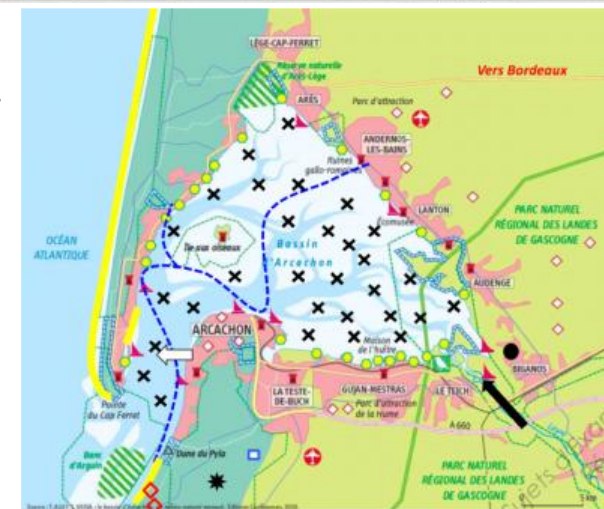 LÈGE-CAP-FERRET
Réserve naturelle
d'Arès-Lège
Vers Bordeaux
ARÈS
Parc d'attraction
ANDERNOS-
LES-BAINS
Ruines
gallo-romaines
Écomusée
LANTON
PARC NATUREL
RÉGIONAL DES LANDES
DE GASCOGNE
OCÉAN
ATLANTIQUE
Île aux oiseaux
Bassin
d'Arcachon
AUDENGE
ARCACHON
Maison
de l'huître
BIGANOS
Pointe
du Cap Ferret
LA TESTE-
DE-BUCH
GUJAN-MESTRAS
LE TEICH
Parc d'attraction
de la Hume
A 660
Banc
d'Arguin
Dune du Pyla
PARC NATUREL
RÉGIONAL DES LANDES
DE GASCOGNE
5 km